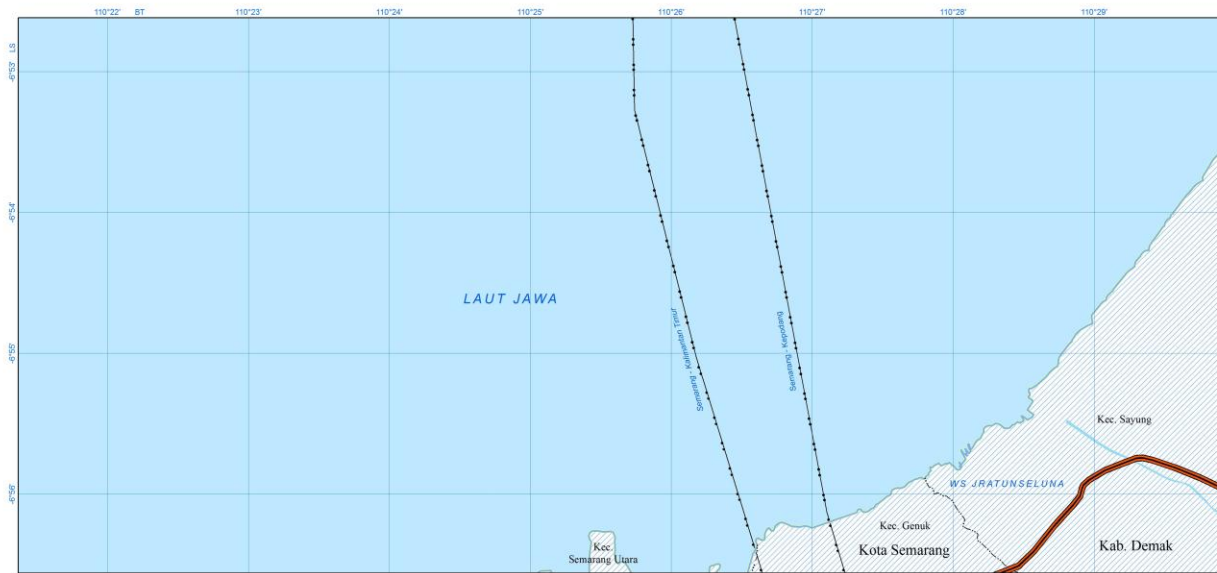 110°22' BT 110°23' 110°24' 110°25' 110°26' 110°27' 110°28' 110°29'
LS
-6°53'
-6°54'
LAUT JAWA
Semarang - Kalimantan Timur
Semarang - Kepodang
-6°55'
Kec. Sayung
-6°56'
WS JRATUNSELUNA
Kec. Genuk
Kota Semarang
Kab. Demak
Kec.
Semarang Utara